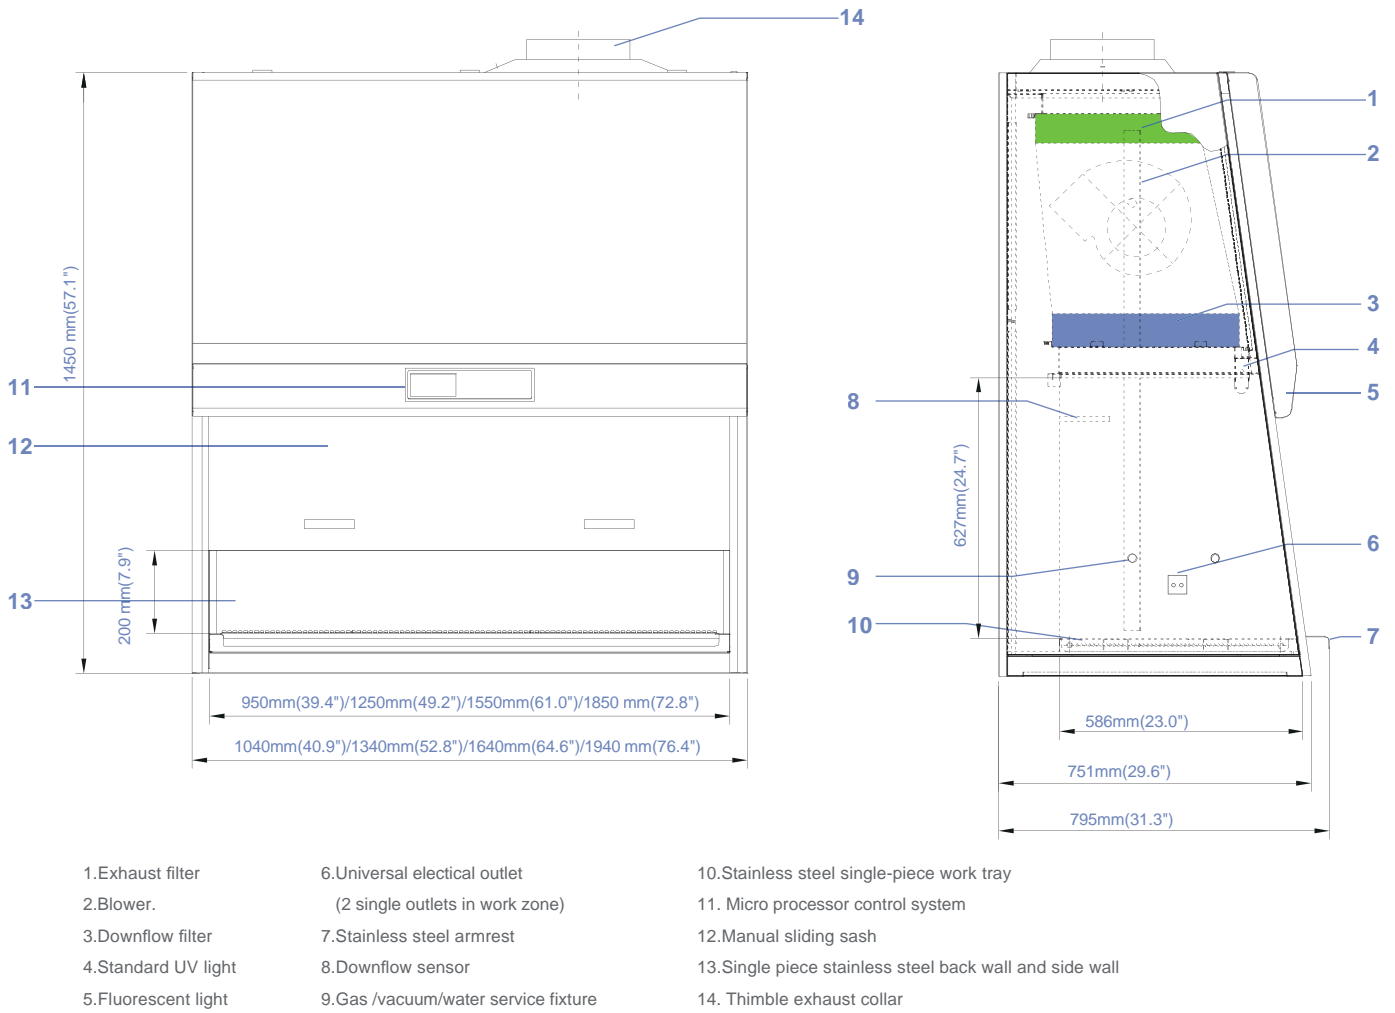 14
1
2
3
4
5
6
7
8
9
10
11
12
13
1450 mm(57.1")
200 mm(7.9")
627mm(24.7")
950mm(39.4")/1250mm(49.2")/1550mm(61.0")/1850 mm(72.8")
1040mm(40.9")/1340mm(52.8")/1640mm(64.6")/1940 mm(76.4")
586mm(23.0")
751mm(29.6")
795mm(31.3")
1.Exhaust filter
2.Blower.
3.Downflow filter
4.Standard UV light
5.Fluorescent light
6.Universal electical outlet
(2 single outlets in work zone)
7.Stainless steel armrest
8.Downflow sensor
9.Gas /vacuum/water service fixture
10.Stainless steel single-piece work tray
11. Micro processor control system
12.Manual sliding sash
13.Single piece stainless steel back wall and side wall
14. Thimble exhaust collar